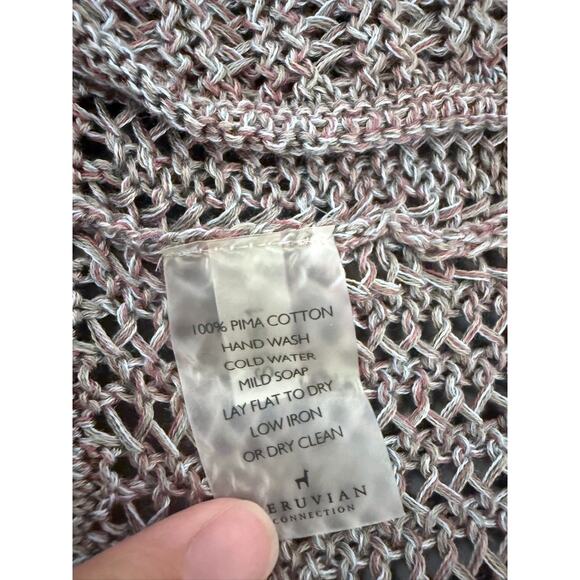 100% PIMA COTTON
HAND WASH
COLD WATER
MILD SOAP
LAY FLAT TO DRY
LOW IRON
OR DRY CLEAN
PERUVIAN
CONNECTION